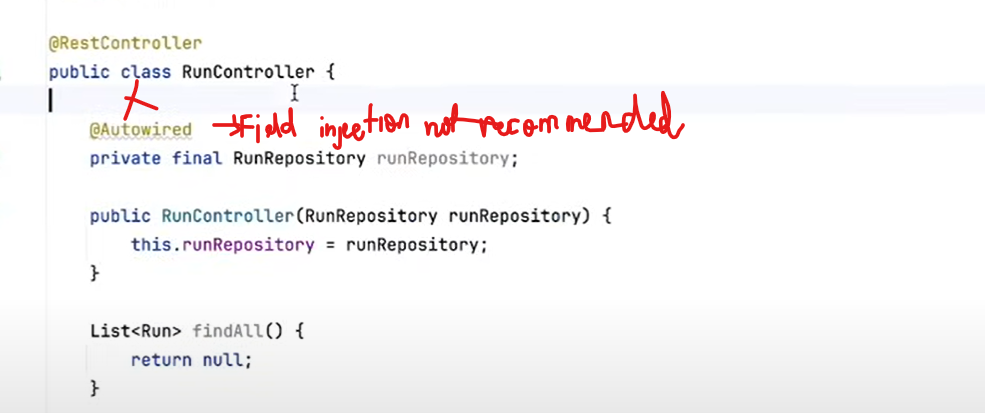 @RestController
public class RunController {
@Autowired → Field injection not recommended
private final RunRepository runRepository;
public RunController(RunRepository runRepository) {
this.runRepository = runRepository;
}
List<Run> findAll() {
return null;
}